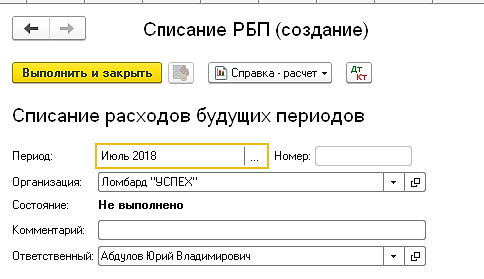 Списание РБП (создание)
Выполнить и закрыть Справка - расчет Дт Кт
Списание расходов будущих периодов
Период: Июль 2018 ... Номер:
Организация: Ломбард "УСПЕХ"
Состояние: Не выполнено
Комментарий:
Ответственный: Абдулов Юрий Владимирович